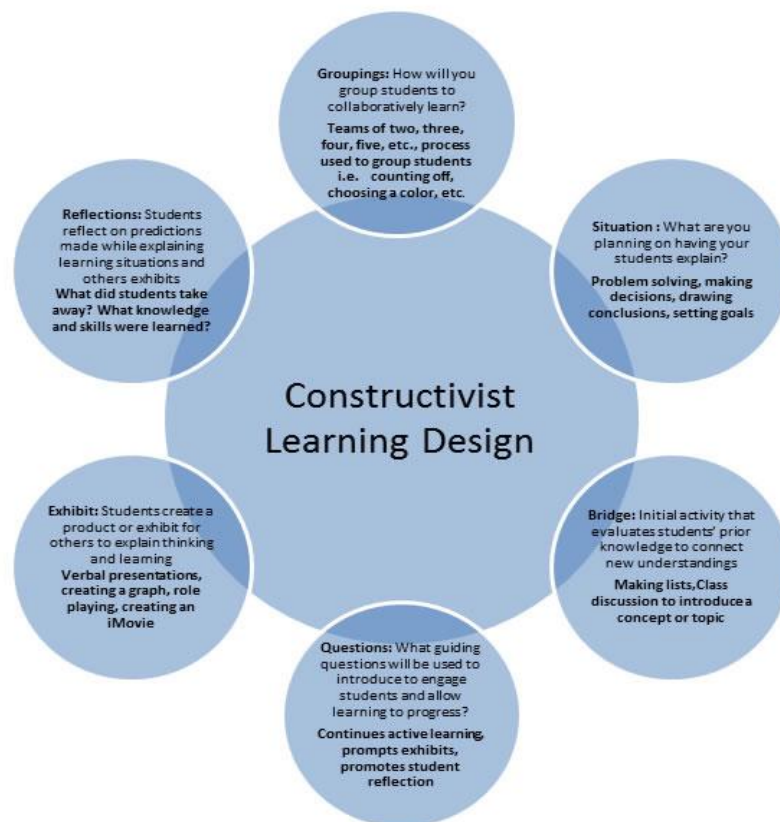 Groupings: How will you
group students to
collaboratively learn?
Teams of two, three,
four, five, etc., process
used to group students
i.e. counting off,
choosing a color, etc.
Situation : What are you
planning on having your
students explain?
Problem solving, making
decisions, drawing
conclusions, setting goals
Bridge: Initial activity that
evaluates students' prior
knowledge to connect
new understandings
Making lists,Class
discussion to introduce a
concept or topic
Questions: What guiding
questions will be used to
introduce to engage
students and allow
learning to progress?
Continues active learning,
prompts exhibits,
promotes student
reflection
Exhibit: Students create a
product or exhibit for
others to explain thinking
and learning
Verbal presentations,
creating a graph, role
playing, creating an
iMovie
Reflections: Students
reflect on predictions
made while explaining
learning situations and
others exhibits
What did students take
away? What knowledge
and skills were learned?
Constructivist
Learning Design